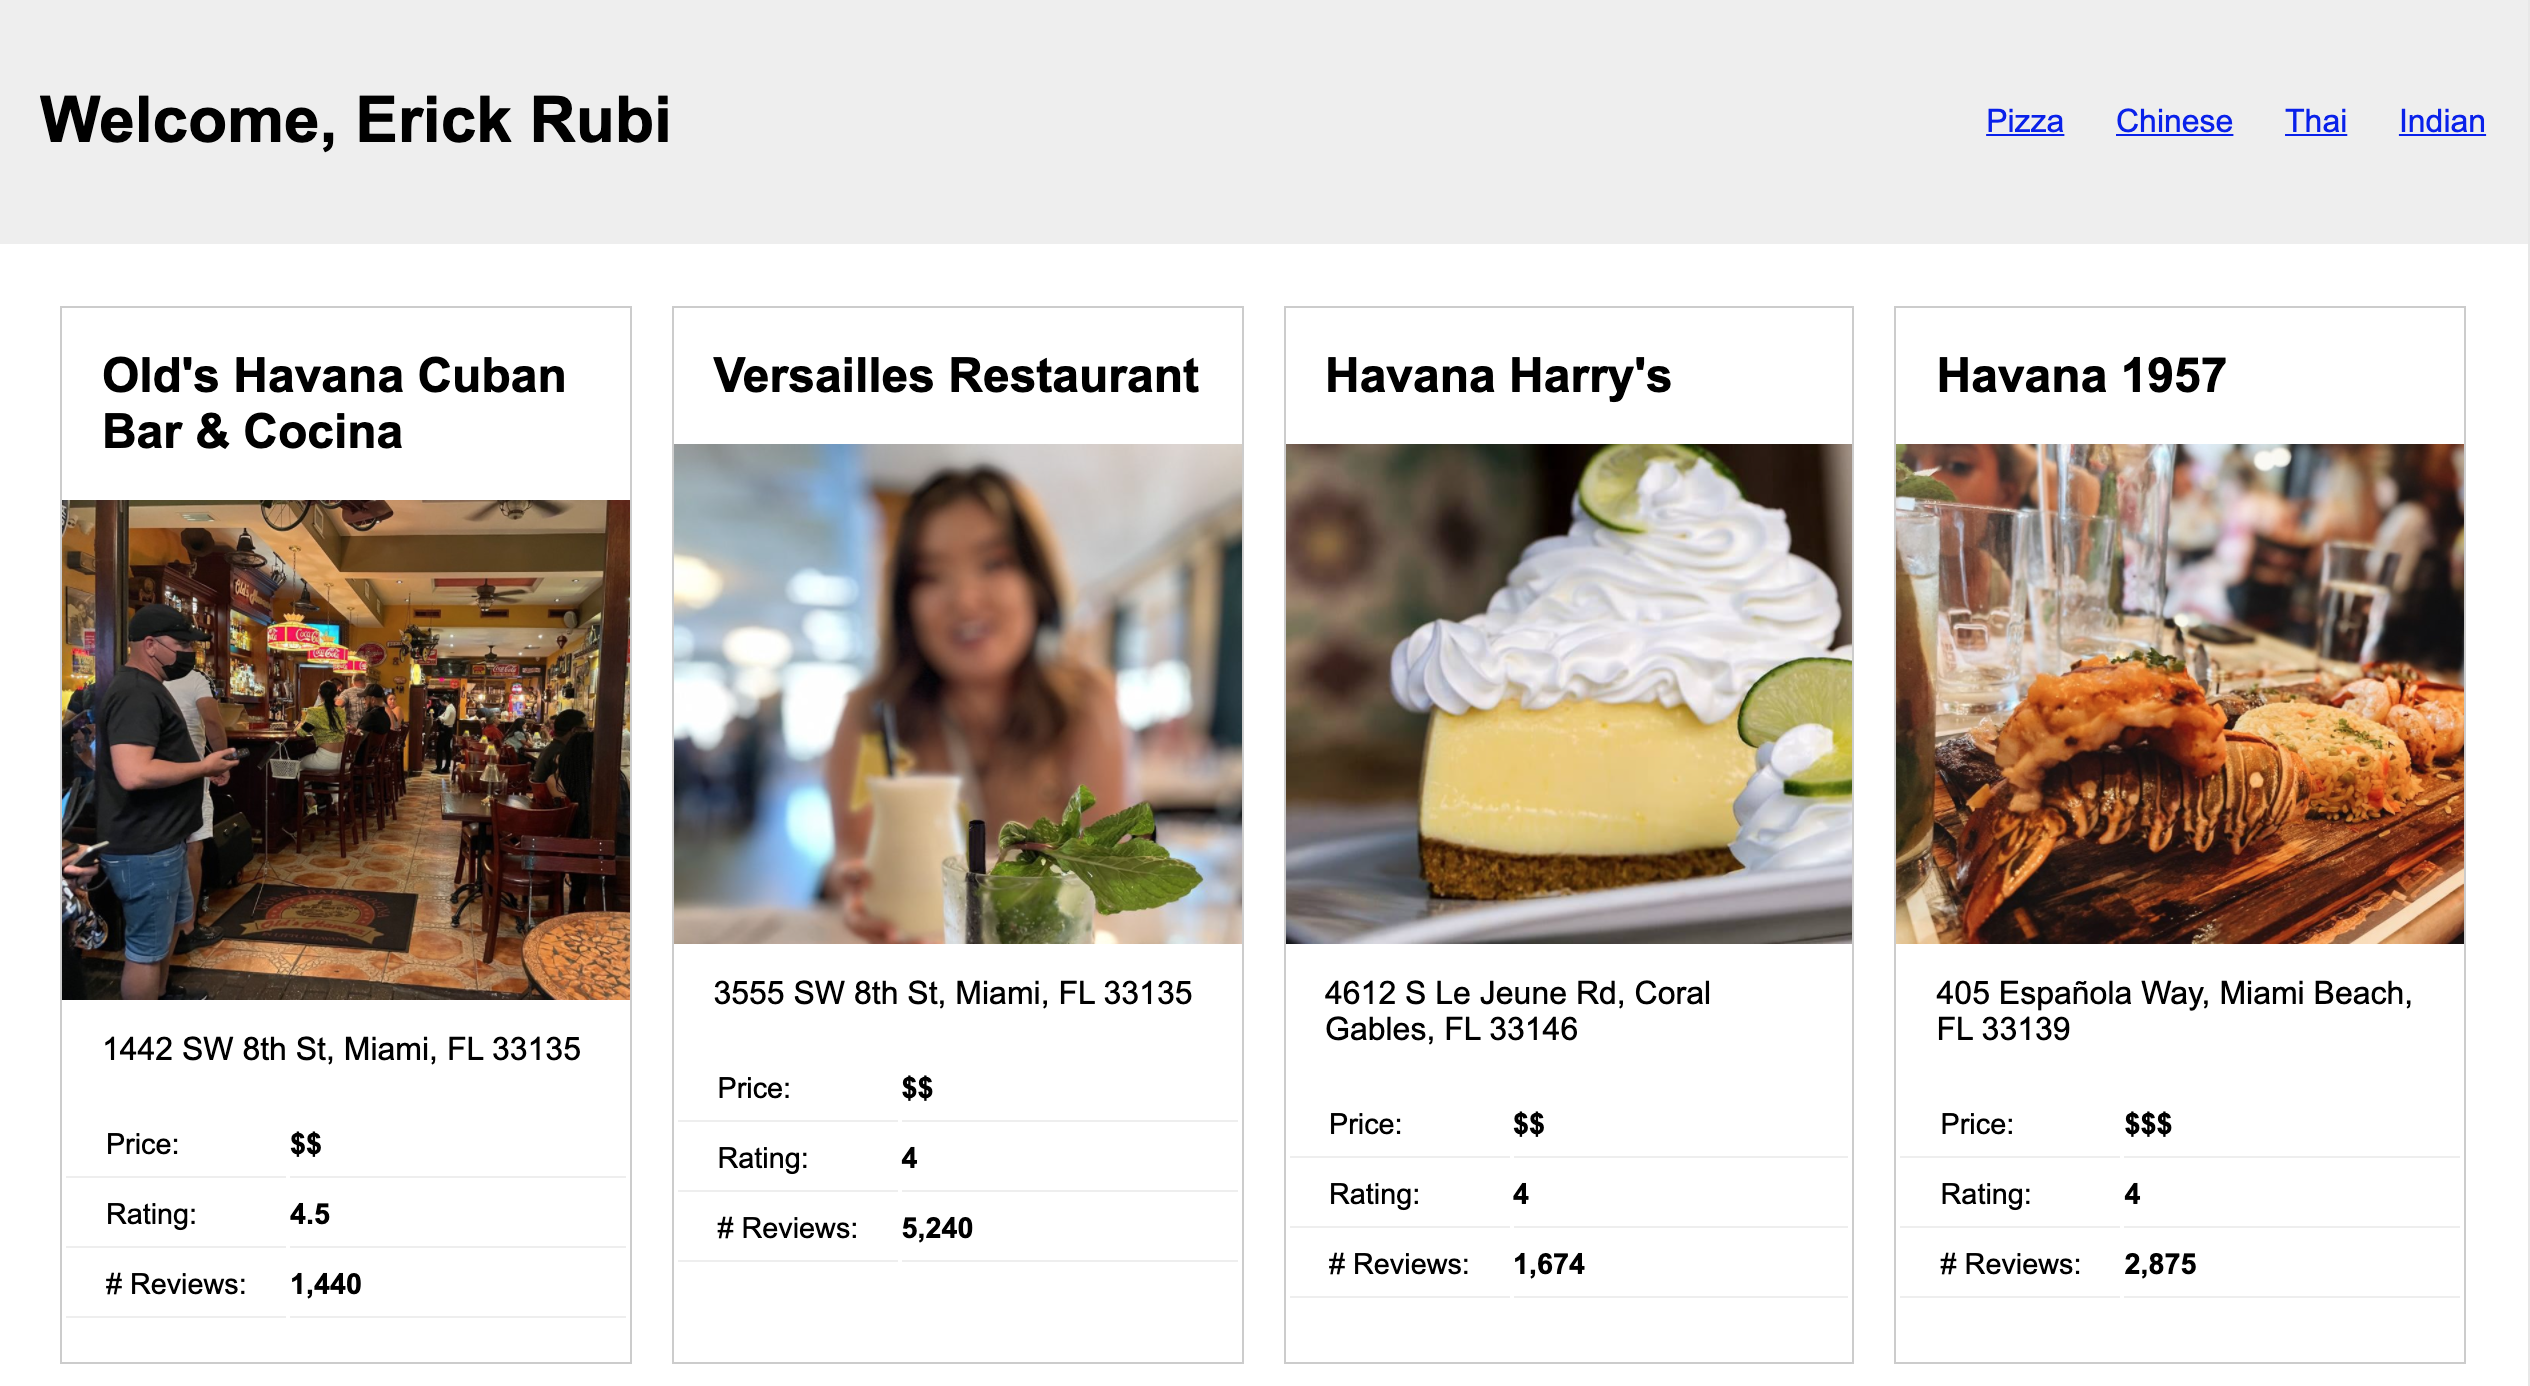 Welcome, Erick Rubi
Pizza Chinese Thai Indian
Old's Havana Cuban
Bar & Cocina
Coca-Cola
1442 SW 8th St, Miami, FL 33135
Price: $$
Rating: 4.5
# Reviews: 1,440
Versailles Restaurant
3555 SW 8th St, Miami, FL 33135
Price: $$
Rating: 4
# Reviews: 5,240
Havana Harry's
4612 S Le Jeune Rd, Coral
Gables, FL 33146
Price: $$
Rating: 4
# Reviews: 1,674
Havana 1957
405 Española Way, Miami Beach,
FL 33139
Price: $$$
Rating: 4
# Reviews: 2,875